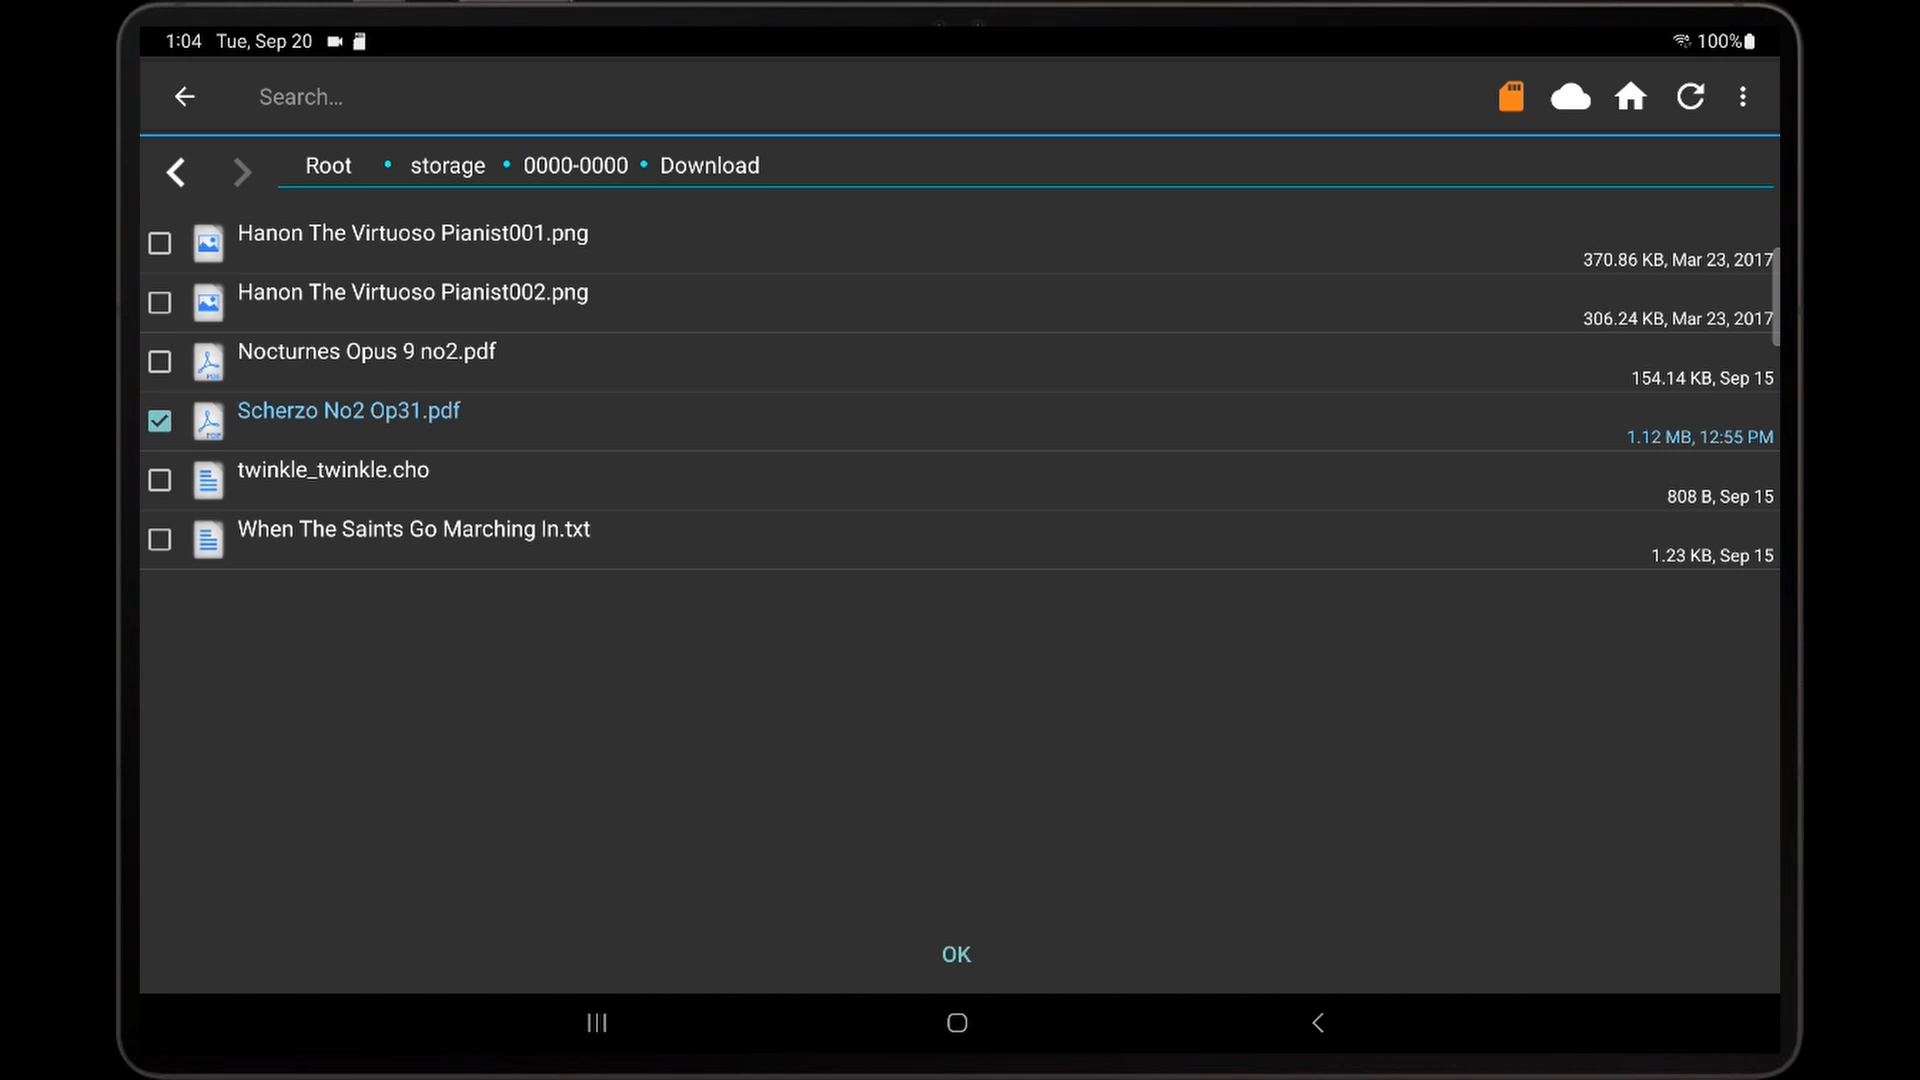 1:04 Tue, Sep 20 100%
Search...
Root • storage • 0000-0000 • Download
Hanon The Virtuoso Pianist001.png
370.86 KB, Mar 23, 2017
Hanon The Virtuoso Pianist002.png
306.24 KB, Mar 23, 2017
Nocturnes Opus 9 no2.pdf
154.14 KB, Sep 15
Scherzo No2 Op31.pdf
1.12 MB, 12:55 PM
twinkle_twinkle.cho
808 B, Sep 15
When The Saints Go Marching In.txt
1.23 KB, Sep 15
OK